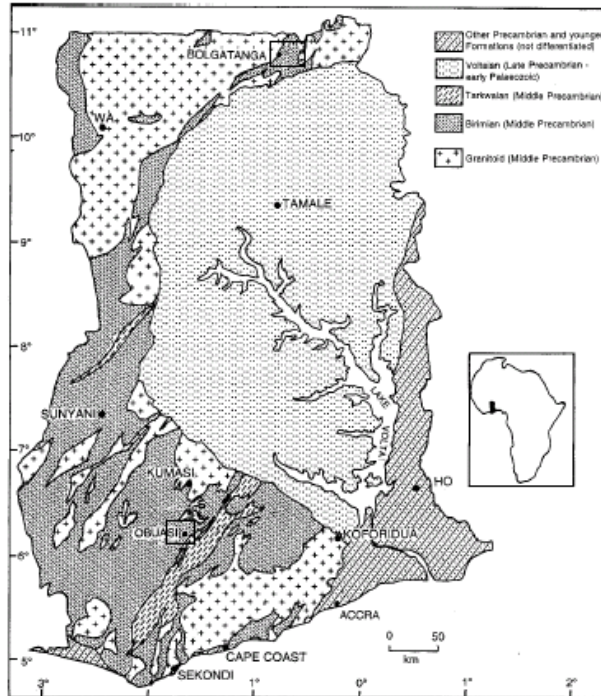 11°
BOLGATANGA
Other Precambrian and younger
Formations (not differentiated)
Voltaian (Late Precambrian -
early Palaeozoic)
Tarkwaian (Middle Precambrian)
Birimian (Middle Precambrian)
Granitoid (Middle Precambrian)
WA
10°
TAMALE
9°
8°
LAKE
VOLTA
SUNYANI
7°
KUMASI
HO
OBUASI
KOFORIDUA
6°
ACCRA
0 50
km
CAPE COAST
5°
SEKONDI
3° 1° 0° 1° 2°